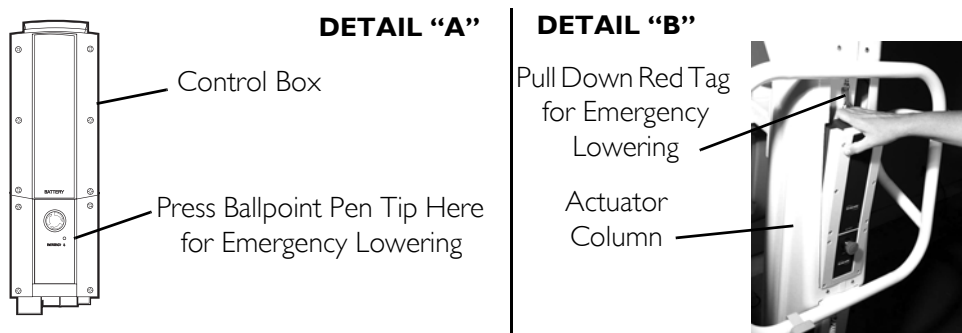 DETAIL “A”
Control Box
BATTERY
Press Ballpoint Pen Tip Here
for Emergency Lowering
EMERGENCY
DETAIL “B”
Pull Down Red Tag
for Emergency
Lowering
Actuator
Column